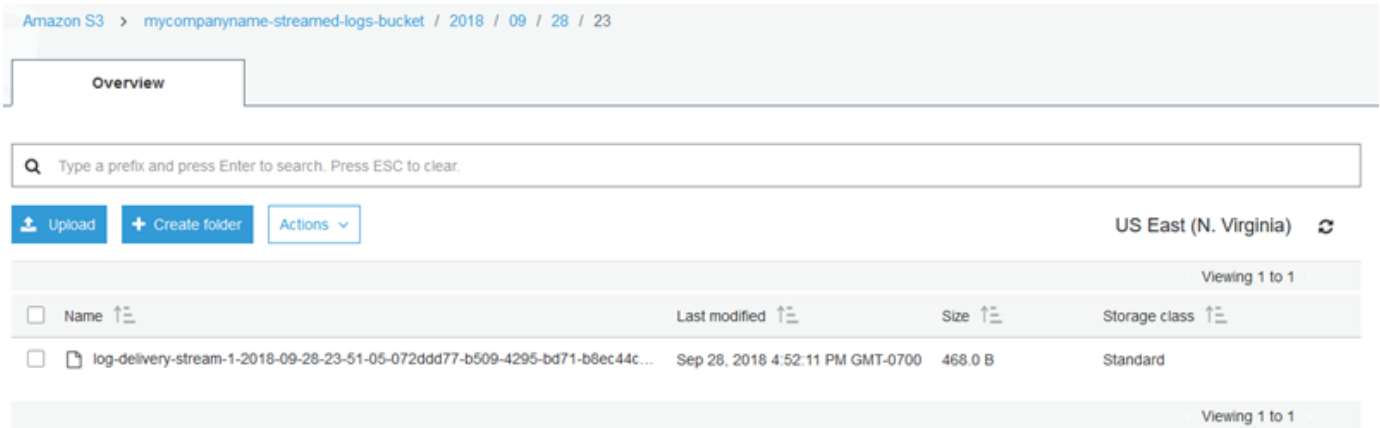 Amazon S3 > mycompanyname-streamed-logs-bucket / 2018 / 09 / 28 / 23
Overview
Type a prefix and press Enter to search. Press ESC to clear.
Upload + Create folder Actions US East (N. Virginia)
Viewing 1 to 1
Name Last modified Size Storage class
log-delivery-stream-1-2018-09-28-23-51-05-072ddd77-b509-4295-bd71-b8ec44c... Sep 28, 2018 4:52:11 PM GMT-0700 468.0 B Standard
Viewing 1 to 1